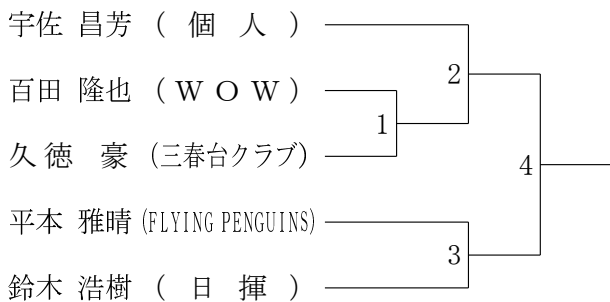 宇佐 昌芳 ( 個 人 )
2
百田 隆也 ( W O W )
1
久徳 豪 (三春台クラブ)
4
平本 雅晴 (FLYING PENGUINS)
3
鈴木 浩樹 ( 日 揮 )